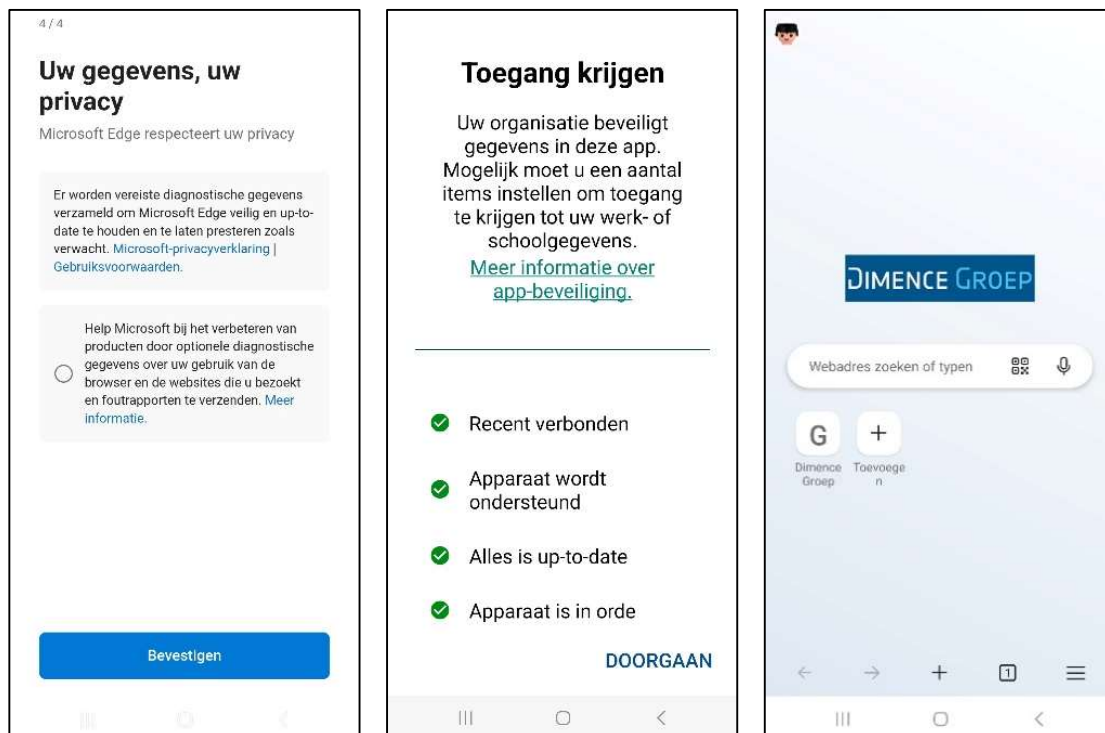 4 / 4
Uw gegevens, uw
privacy
Microsoft Edge respecteert uw privacy
Er worden vereiste diagnostische gegevens
verzameld om Microsoft Edge veilig en up-to-
date te houden en te laten presteren zoals
verwacht. Microsoft-privacyverklaring |
Gebruiksvoorwaarden.
Help Microsoft bij het verbeteren van
producten door optionele diagnostische
gegevens over uw gebruik van de
browser en de websites die u bezoekt
en foutrapporten te verzenden. Meer
informatie.
Bevestigen
Toegang krijgen
Uw organisatie beveiligt
gegevens in deze app.
Mogelijk moet u een aantal
items instellen om toegang
te krijgen tot uw werk- of
schoolgegevens.
Meer informatie over
app-beveiliging.
Recent verbonden
Apparaat wordt
ondersteund
Alles is up-to-date
Apparaat is in orde
DOORGAAN
DIMENCE GROEP
Webadres zoeken of typen
G
Dimence
Groep
Toevoege
n
1